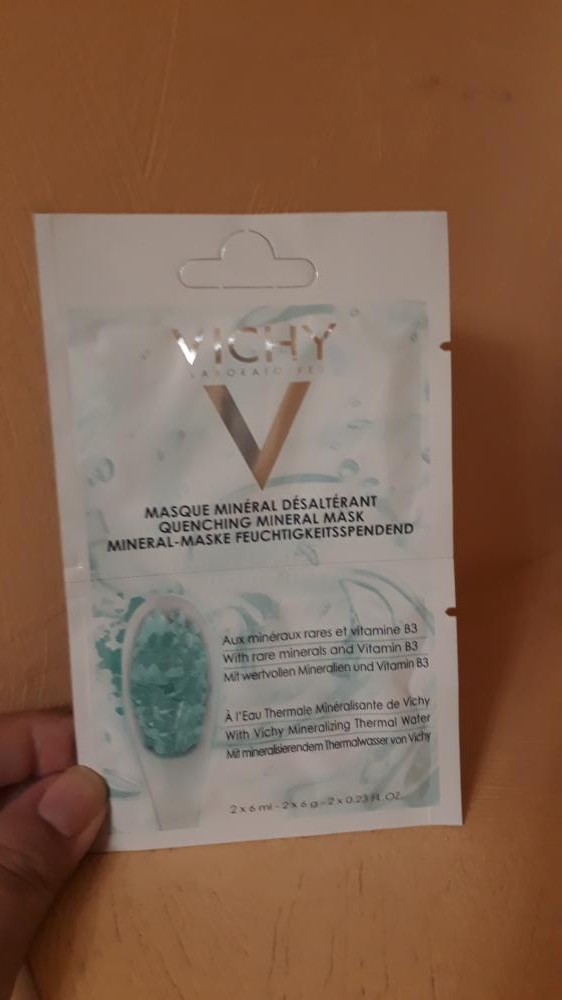 VICHY
LABORATOIRES
V
MASQUE MINÉRAL DÉSALTÉRANT
QUENCHING MINERAL MASK
MINERAL-MASKE FEUCHTIGKEITSSPENDEND
Aux minéraux rares et vitamine B3
With rare minerals and Vitamin B3
Mit wertvollen Mineralien und Vitamin B3
À l'Eau Thermale Minéralisante de Vichy
With Vichy Mineralizing Thermal Water
Mit mineralisierendem Thermalwasser von Vichy
2 x 6 ml - 2 x 6 g - 2 x 0.23 FL.OZ.